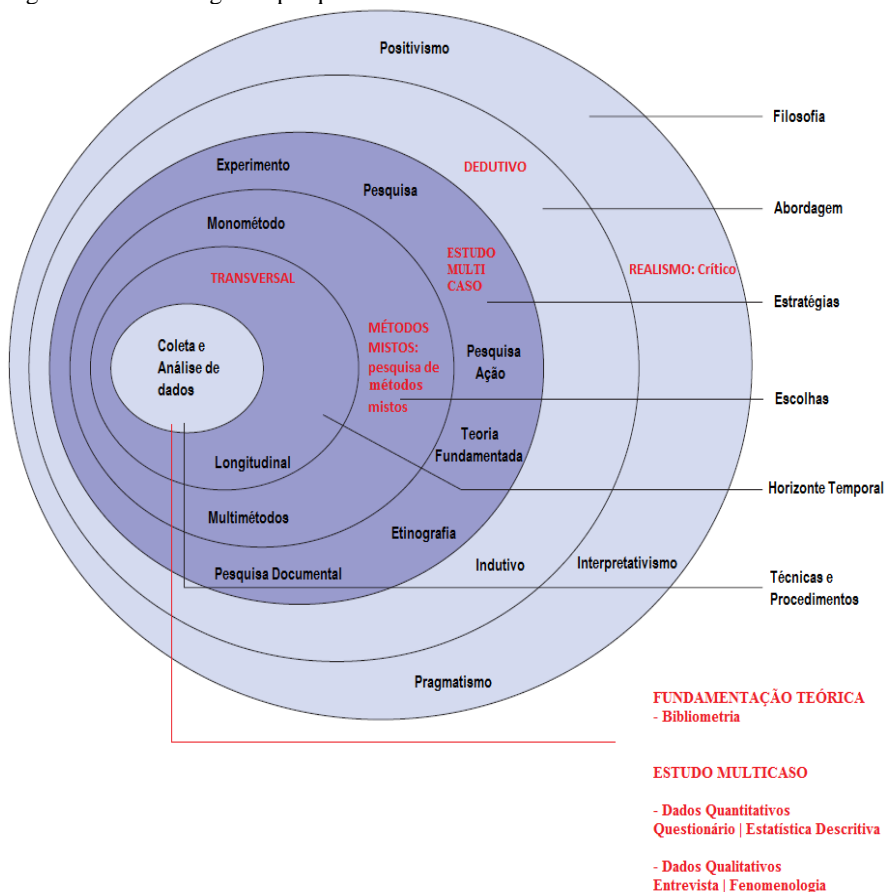 Positivismo
Filosofia
Experimento
DEDUTIVO
Pesquisa
Abordagem
Monométodo
ESTUDO
MULTI
CASO
TRANSVERSAL
REALISMO: Crítico
Estratégias
MÉTODOS
MISTOS:
pesquisa de
métodos
mistos
Coleta e
Análise de
dados
Pesquisa
Ação
Escolhas
Teoria
Fundamentada
Longitudinal
Horizonte Temporal
Multimétodos
Etinografia
Indutivo
Interpretativismo
Pesquisa Documental
Técnicas e
Procedimentos
Pragmatismo
FUNDAMENTAÇÃO TEÓRICA
- Bibliometria
ESTUDO MULTICASO
- Dados Quantitativos
Questionário | Estatística Descritiva
- Dados Qualitativos
Entrevista | Fenomenologia